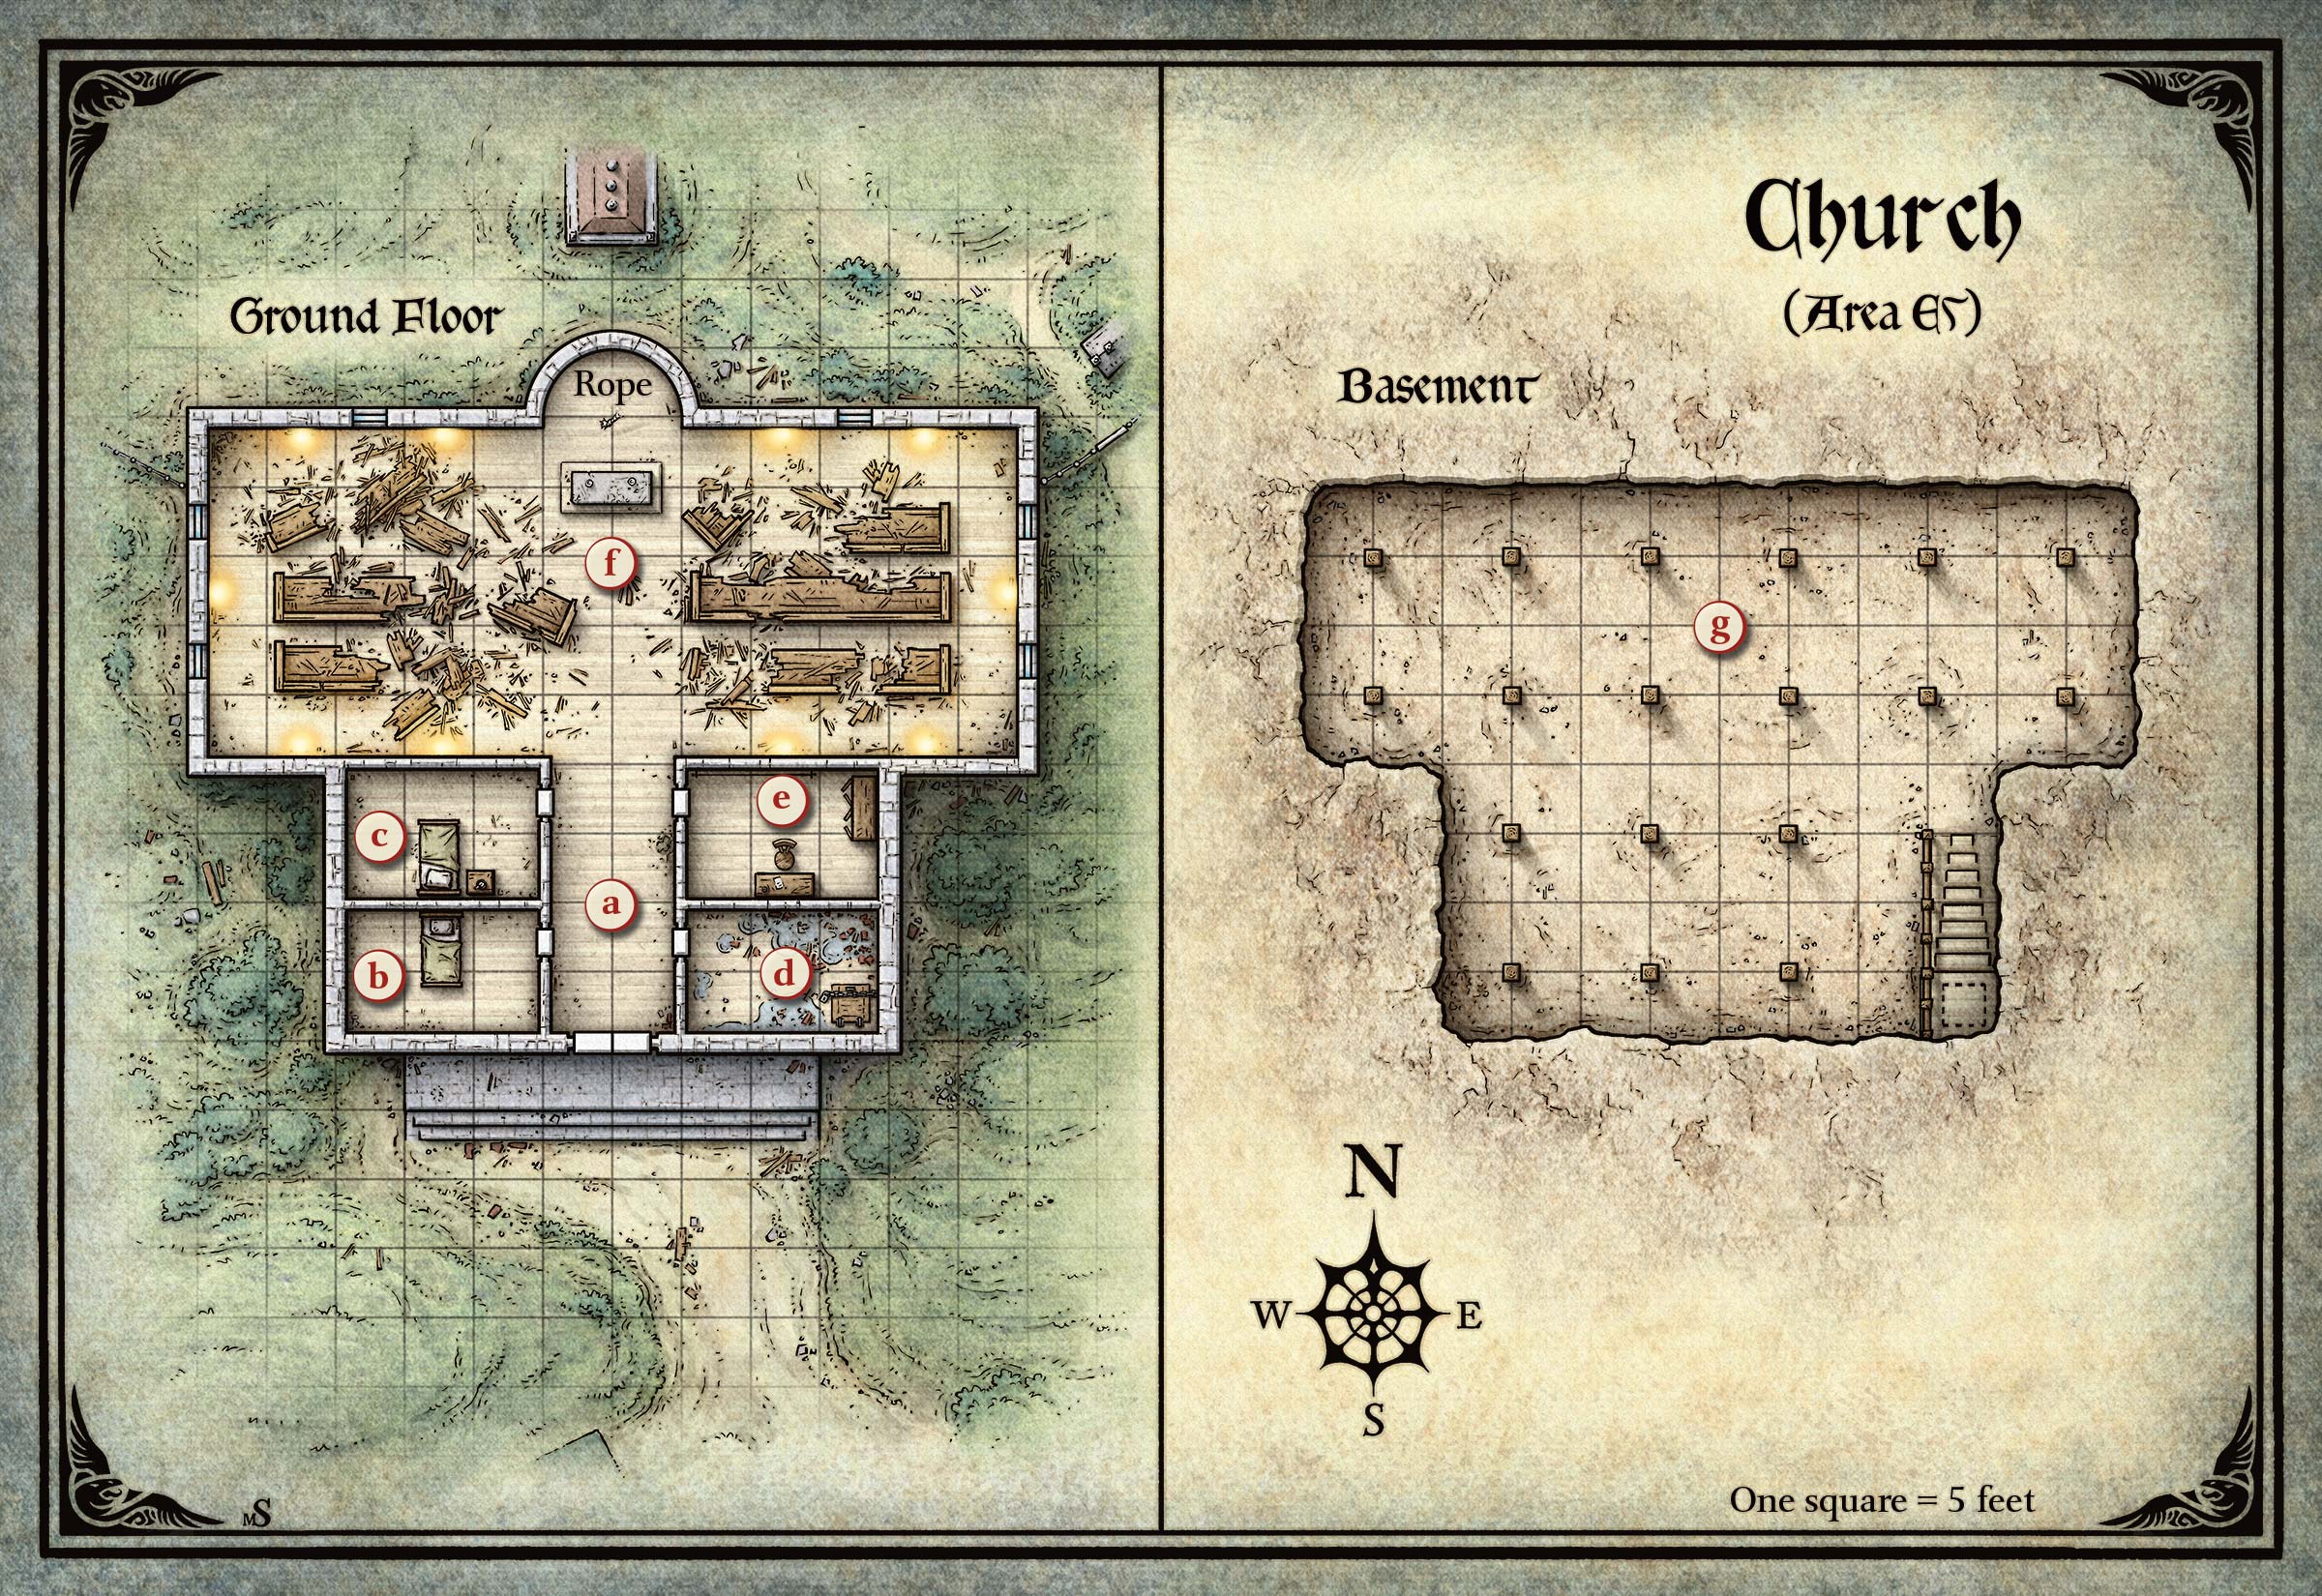 Ground Floor
Rope
f
c
e
a
b
d
MS
Church
(Area E5)
Basement
g
N
W
E
S
One square = 5 feet